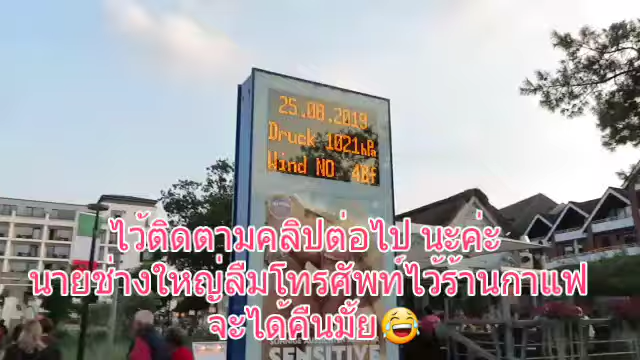 25.08.2019
Druck 1021hPa
Wind NO 4Bf
ไว้ติดตามคลิปต่อไป นะค่ะ
นายช่างใหญ่ลืมโทรศัพท์ไว้ร้านกาแฟ
จะได้คืนมั้ย😂
SENSITIVE